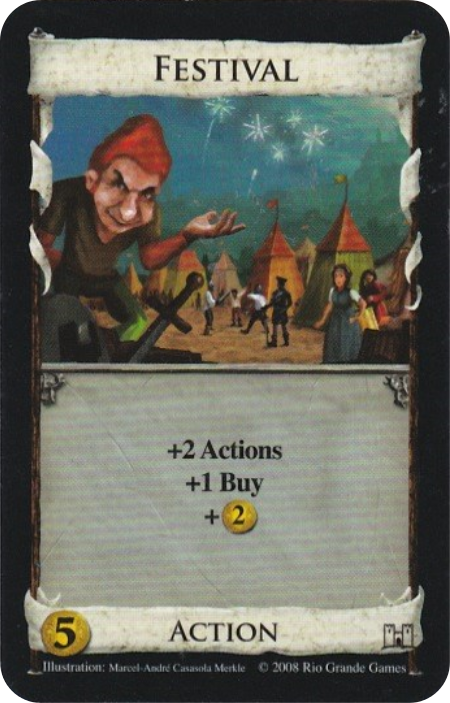 FESTIVAL
+2 Actions
+1 Buy
+ 2
5 ACTION
Illustration: Marcel-André Casasola Merkle © 2008 Rio Grande Games